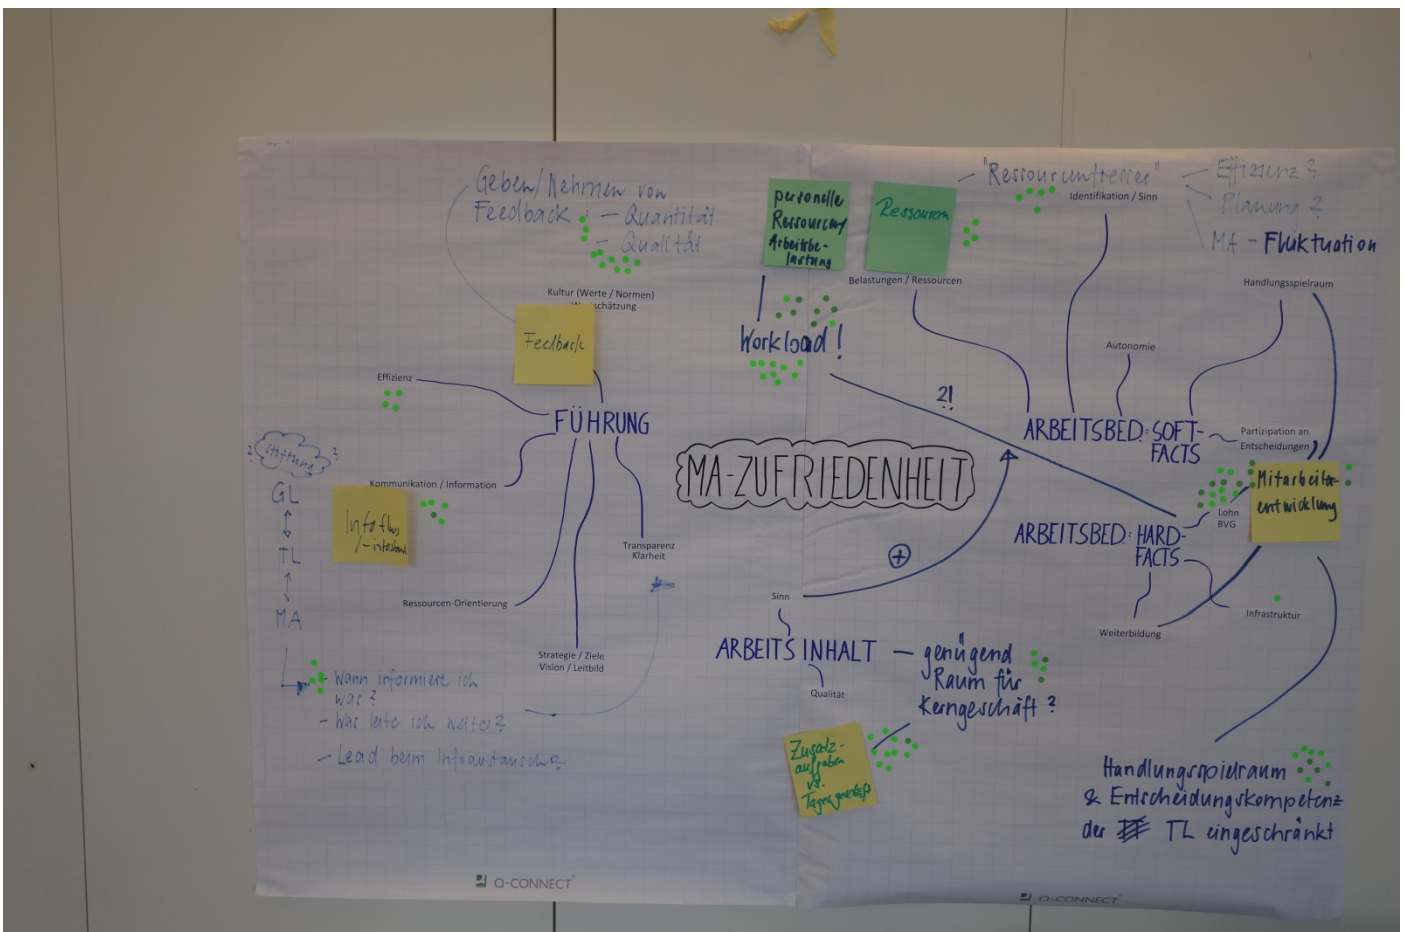 Geben/Nehmen von
Feedback : - Quantität
- Qualität
Kultur (Werte / Normen)
Feedback
Effizienz
FÜHRUNG
? Stiftung ?
GL
TL
MA
Kommunikation / Information
Infofluss
Transparenz
Klarheit
Ressourcen-Orientierung
Strategie / Ziele
Vision / Leitbild
- Wann informiere ich
was?
- Was leite ich weiter?
- Lead beim Infoaustausch?
Q-CONNECT
personelle
Ressourcen/
Arbeitsbe-
lastung
Ressourcen
Belastungen / Ressourcen
Workload!
"Ressourcenfresser"
Identifikation / Sinn
Effizienz?
Planung?
MA - Fluktuation
Handlungsspielraum
Autonomie
?!
ARBEITSBED: SOFT-
FACTS
Partizipation an
Entscheidungen
MA-ZUFRIEDENHEIT
Mitarbeiter-
entwicklung
Lohn
BVG
ARBEITSBED: HARD-
FACTS
Infrastruktur
Weiterbildung
+
Sinn
ARBEITSINHALT
Qualität
- genügend
Raum für
Kerngeschäft?
Zusatz-
aufgaben
vs.
Tagesgeschäft
Handlungsspielraum
& Entscheidungskompetenz
der TL eingeschränkt
Q-CONNECT